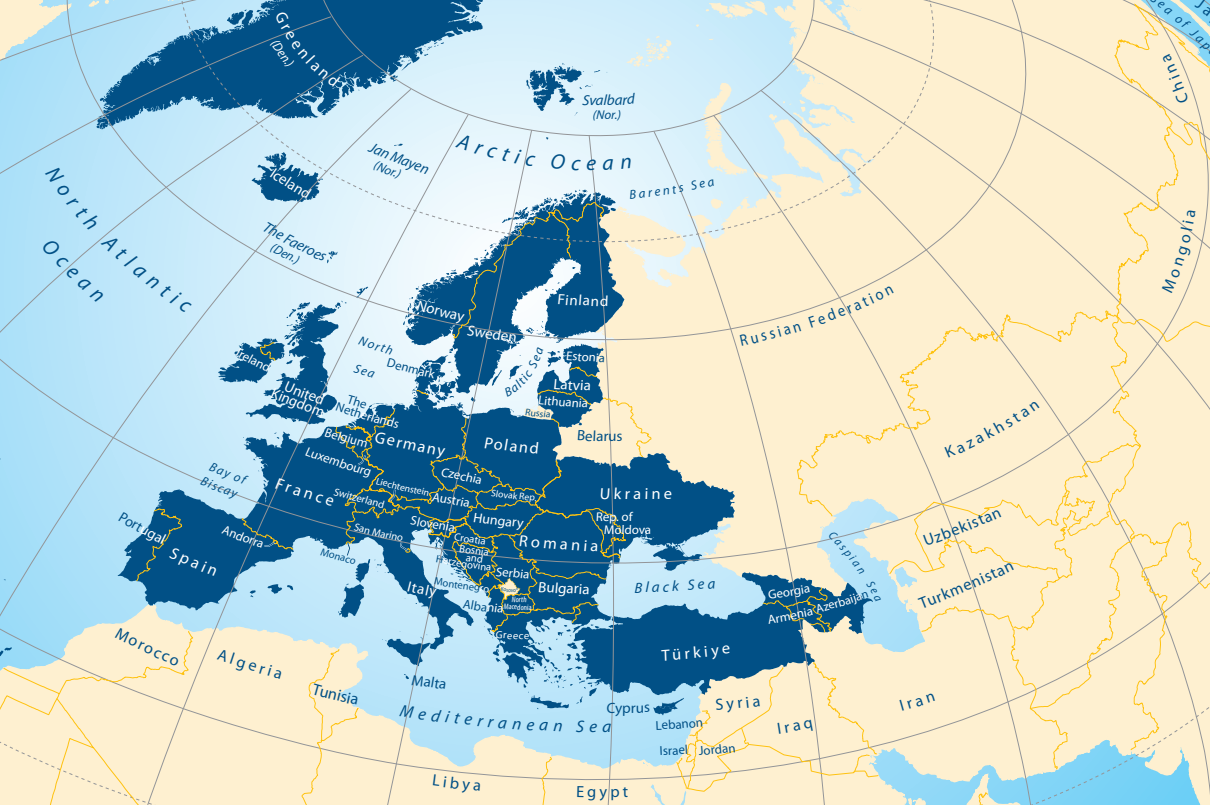 Greenland
(Den.)
Svalbard
(Nor.)
Sea of Jap
China
Jan Mayen
(Nor.)
Arctic Ocean
Barents Sea
Iceland
North Atlantic
Ocean
The Faeroes
(Den.)
Mongolia
Norway
Sweden
Finland
Russian Federation
North
Sea
Denmark
Baltic Sea
Estonia
Latvia
Lithuania
Russia
Ireland
United
Kingdom
The
Netherlands
Belgium
Luxembourg
Germany
Poland
Belarus
Kazakhstan
Bay of
Biscay
France
Switzerland
Liechtenstein
Czechia
Austria
Slovak Rep.
Ukraine
Portugal
Spain
Andorra
Monaco
San Marino
Slovenia
Croatia
Hungary
Romania
Rep. of
Moldova
Bosnia
and
Herzegovina
Serbia
Montenegro
Albania
North
Macedonia
Bulgaria
Italy
Greece
Black Sea
Georgia
Armenia
Azerbaijan
Caspian Sea
Uzbekistan
Turkmenistan
Türkiye
Morocco
Algeria
Tunisia
Malta
Mediterranean Sea
Cyprus
Lebanon
Syria
Israel
Jordan
Iraq
Iran
Libya
Egypt